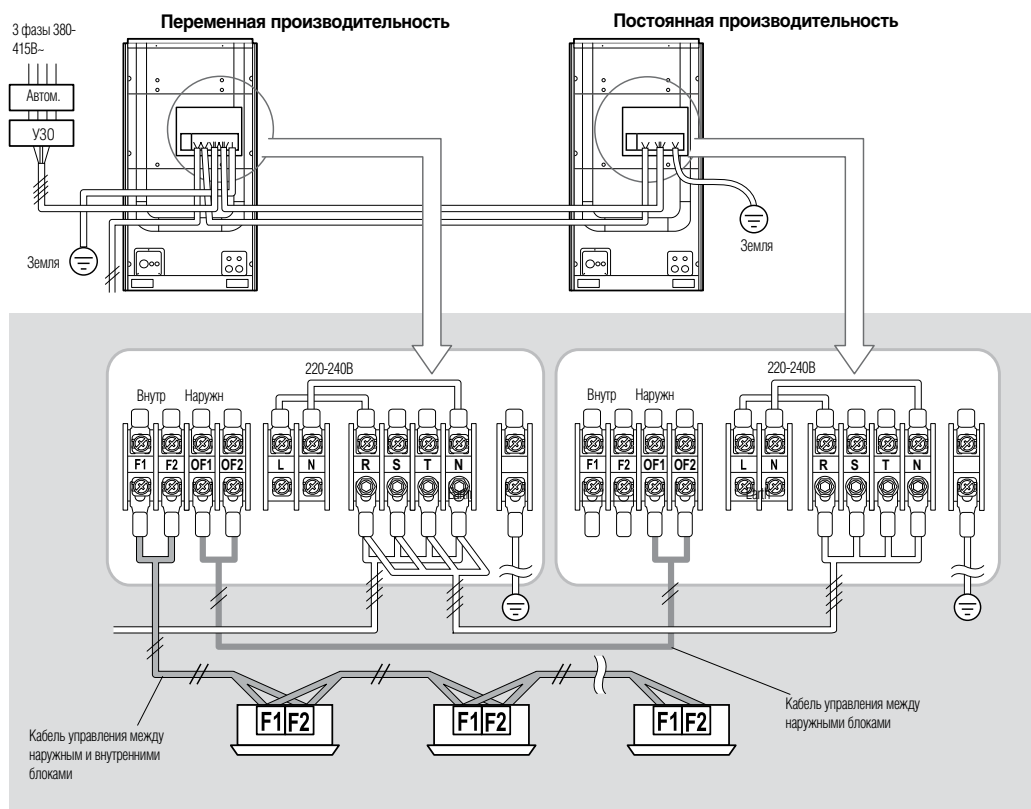 Переменная производительность
Постоянная производительность
3 фазы 380-
415В~
Автом.
УЗО
Земля
Земля
220-240В
Внутр
Наружн
F1
F2
OF1
OF2
L
N
R
S
T
N
Earth
220-240В
Внутр
Наружн
F1
F2
OF1
OF2
L
N
R
S
T
N
Earth
F1
F2
F1
F2
F1
F2
Кабель управления между
наружным и внутренними
блоками
Кабель управления между
наружными блоками